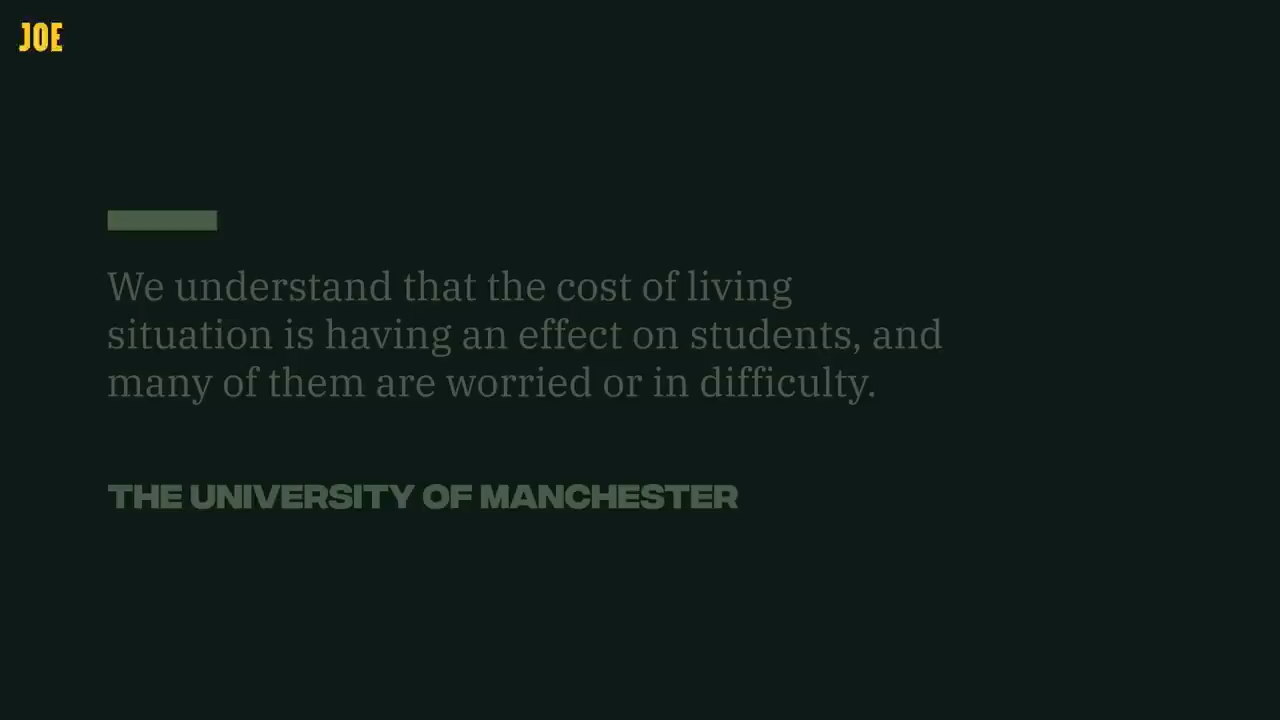 JOE
We understand that the cost of living
situation is having an effect on students, and
many of them are worried or in difficulty.
THE UNIVERSITY OF MANCHESTER